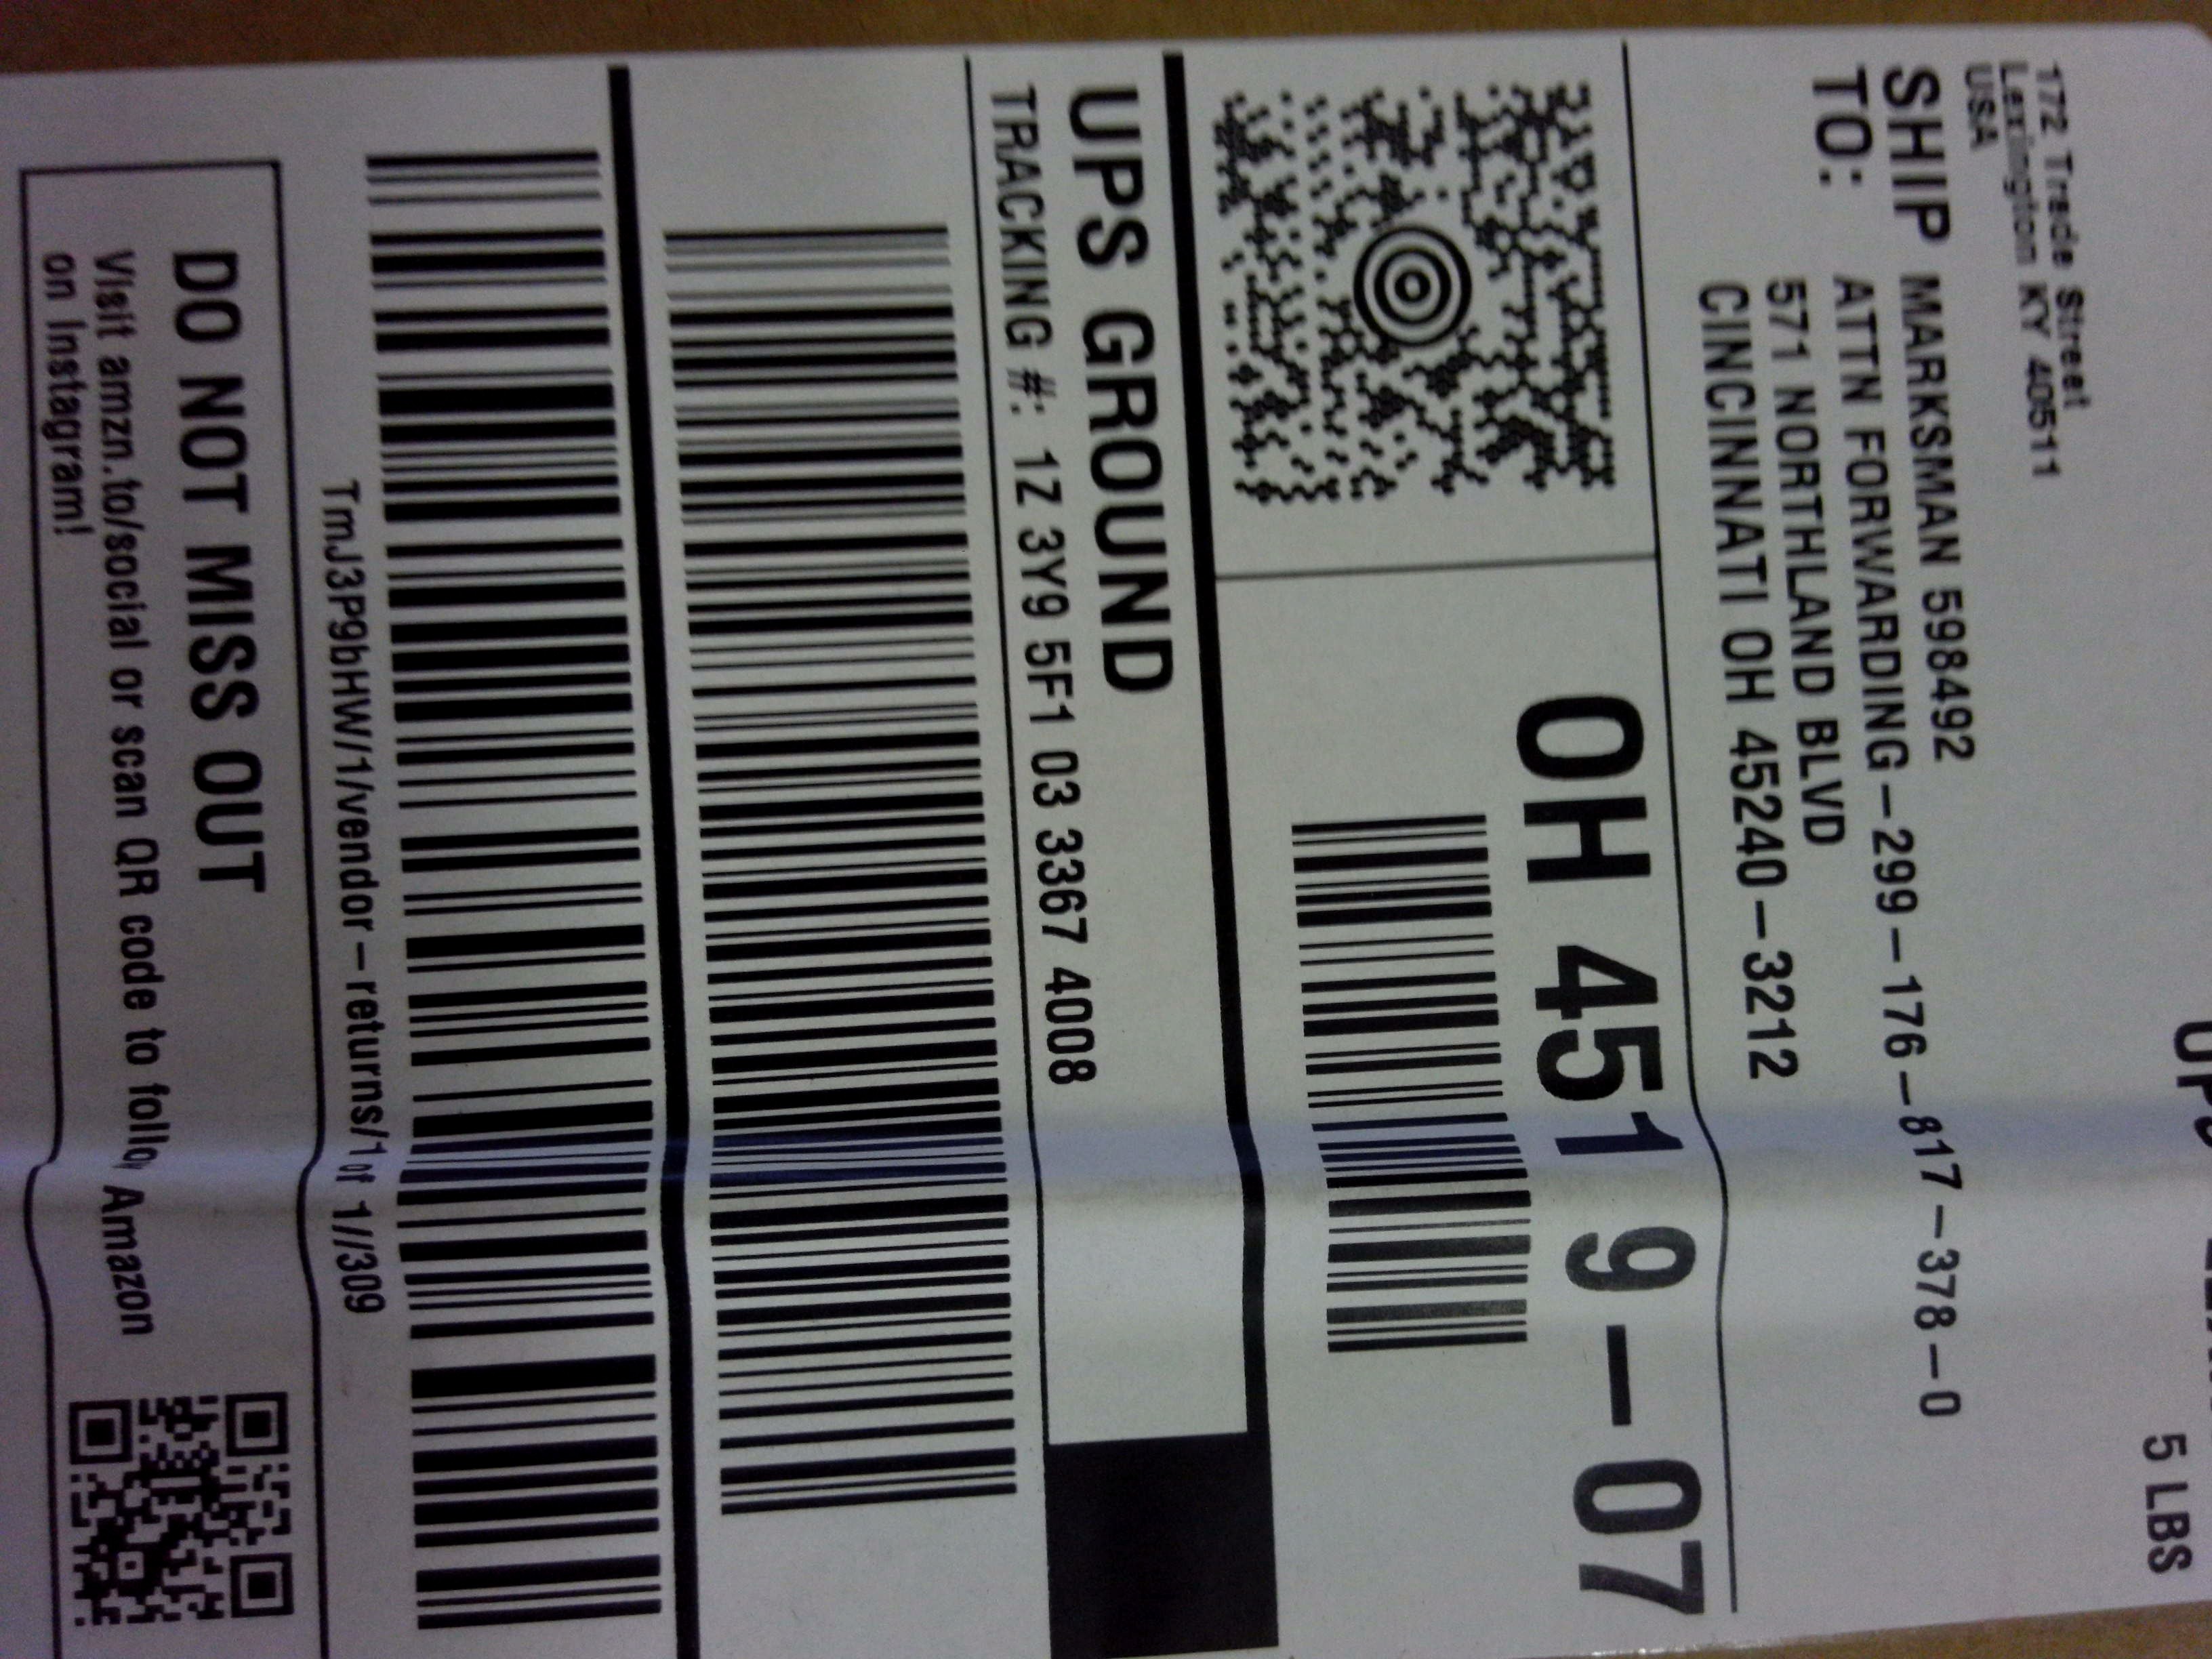 5 LBS
172 Trade Street
Lexington KY 40511
USA
SHIP TO:
MARKSMAN 598492
ATTN FORWARDING-299-176-817-378-0
571 NORTHLAND BLVD
CINCINNATI OH 45240-3212
OH 451 9-07
UPS GROUND
TRACKING #: 1Z 3Y9 5F1 03 3367 4008
TmJ3P9bHW/1/vendor-returns/1 of 1//309
DO NOT MISS OUT
Visit amzn.to/social or scan QR code to follo Amazon
on Instagram!